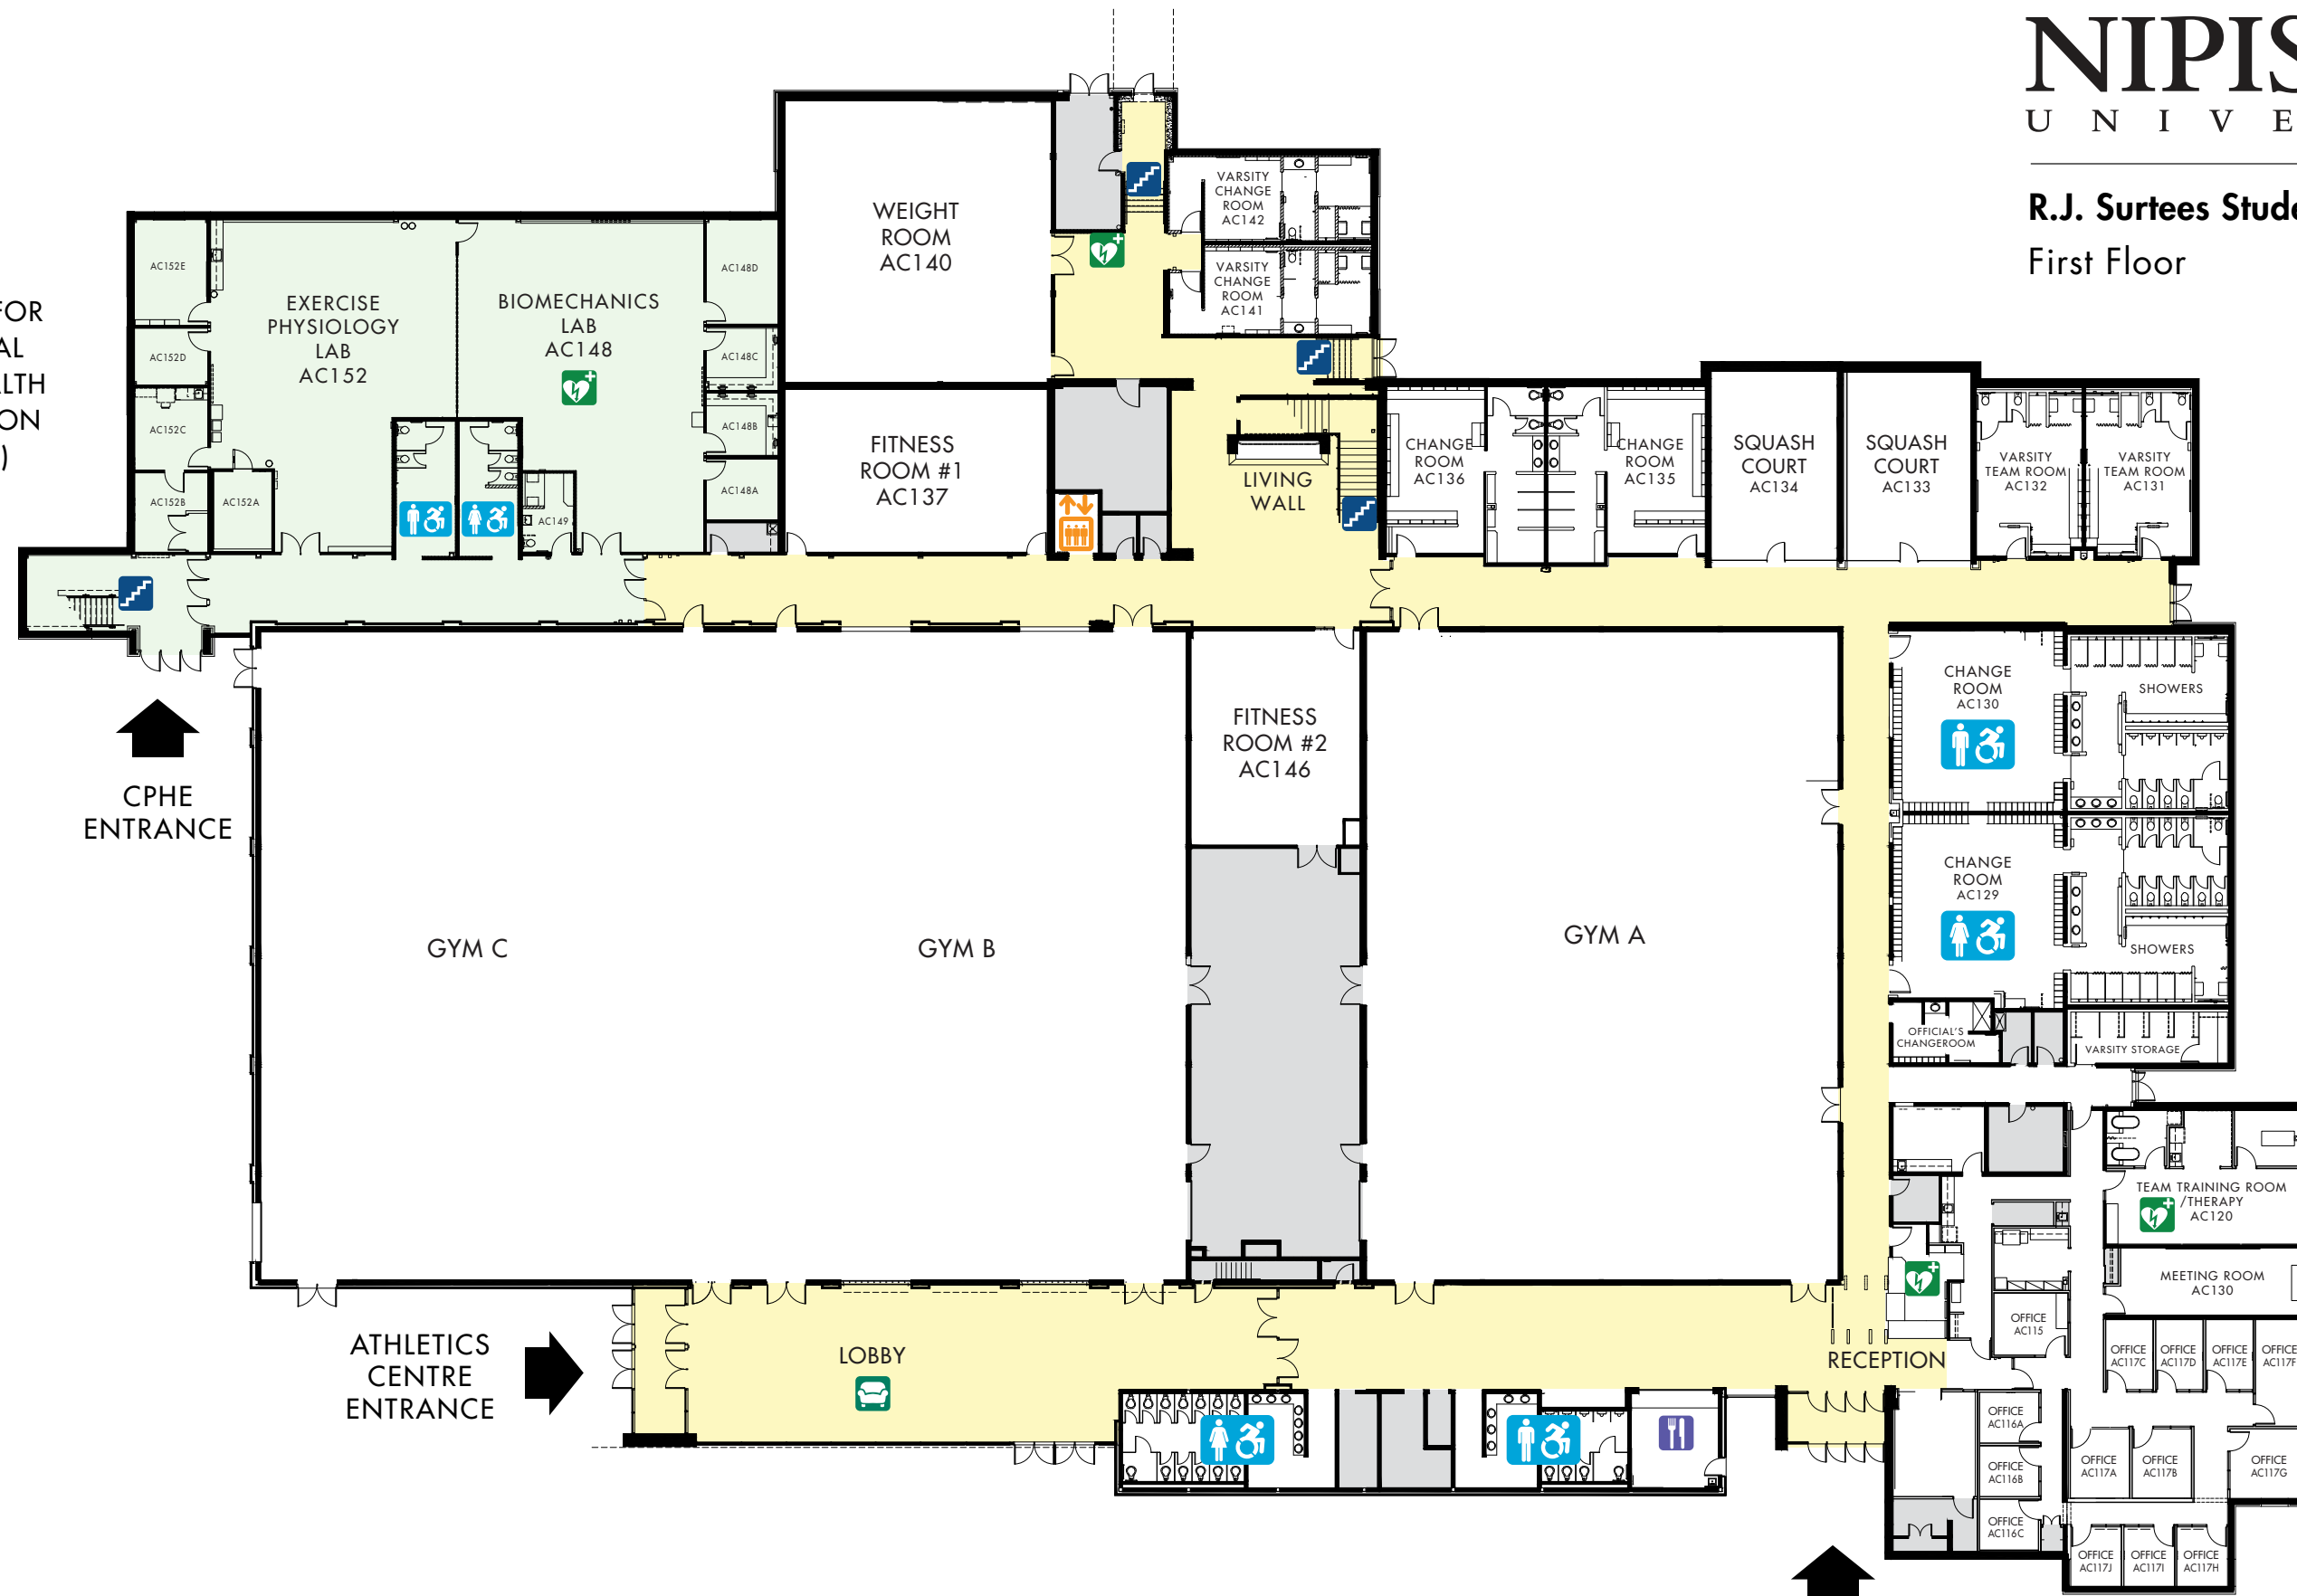 NIPIS
UNIVE
R.J. Surtees Stude
First Floor
FOR
AL
LTH
ON
)
AC152E
AC152D
AC152C
AC152B
AC152A
EXERCISE
PHYSIOLOGY
LAB
AC152
BIOMECHANICS
LAB
AC148
AC148D
AC148C
AC148B
AC148A
AC149
WEIGHT
ROOM
AC140
FITNESS
ROOM #1
AC137
VARSITY
CHANGE
ROOM
AC142
VARSITY
CHANGE
ROOM
AC141
LIVING
WALL
CHANGE
ROOM
AC136
CHANGE
ROOM
AC135
SQUASH
COURT
AC134
SQUASH
COURT
AC133
VARSITY
TEAM ROOM
AC132
VARSITY
TEAM ROOM
AC131
CPHE
ENTRANCE
GYM C
GYM B
FITNESS
ROOM #2
AC146
GYM A
CHANGE
ROOM
AC130
SHOWERS
CHANGE
ROOM
AC129
SHOWERS
OFFICIAL'S
CHANGEROOM
VARSITY STORAGE
TEAM TRAINING ROOM
/THERAPY
AC120
MEETING ROOM
AC130
OFFICE
AC115
OFFICE
AC117C
OFFICE
AC117D
OFFICE
AC117E
OFFICE
AC117F
ATHLETICS
CENTRE
ENTRANCE
LOBBY
RECEPTION
OFFICE
AC116A
OFFICE
AC116B
OFFICE
AC116C
OFFICE
AC117A
OFFICE
AC117B
OFFICE
AC117G
OFFICE
AC117J
OFFICE
AC117I
OFFICE
AC117H